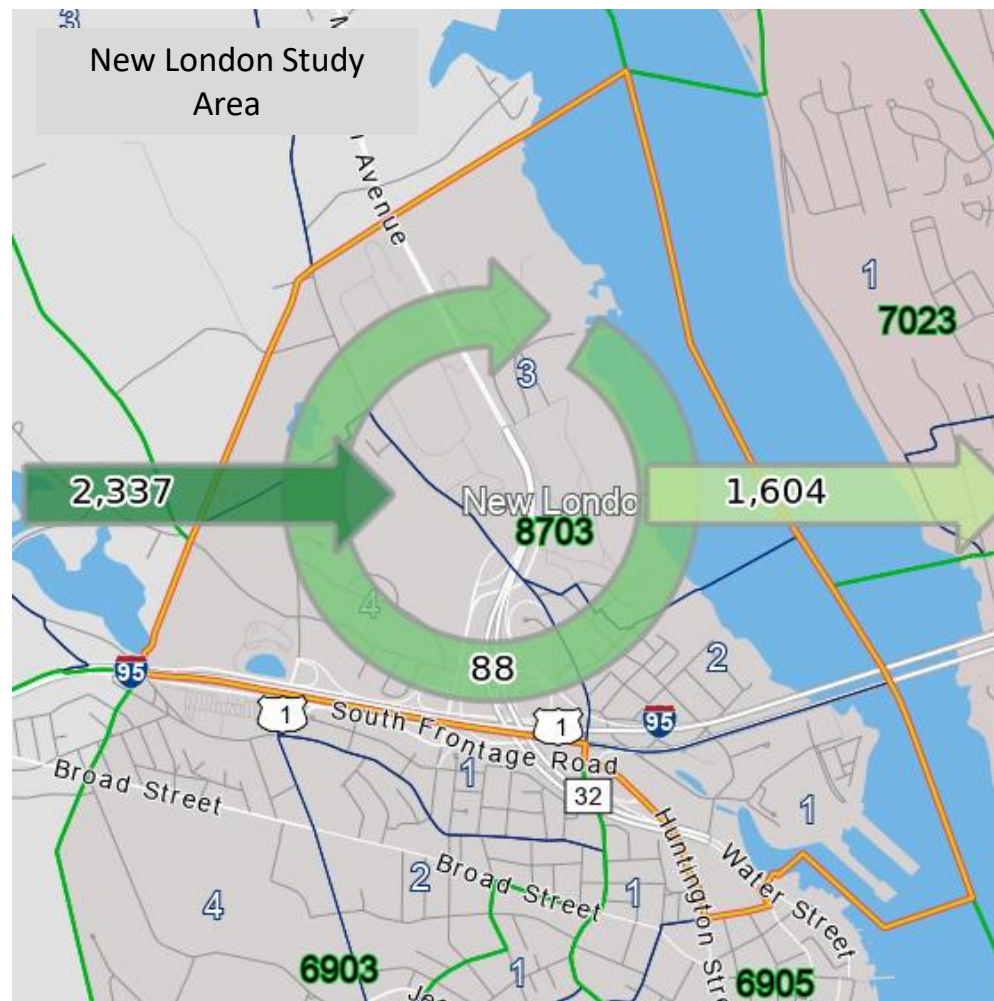 3
New London Study
Area
Avenue
1
7023
3
2,337
1,604
New Londo
8703
4
88
2
95
1
South Frontage Road
1
95
Broad Street
1
32
Huntington Stre
1
Water Street
2
Broad Street
4
1
6903
1
6905